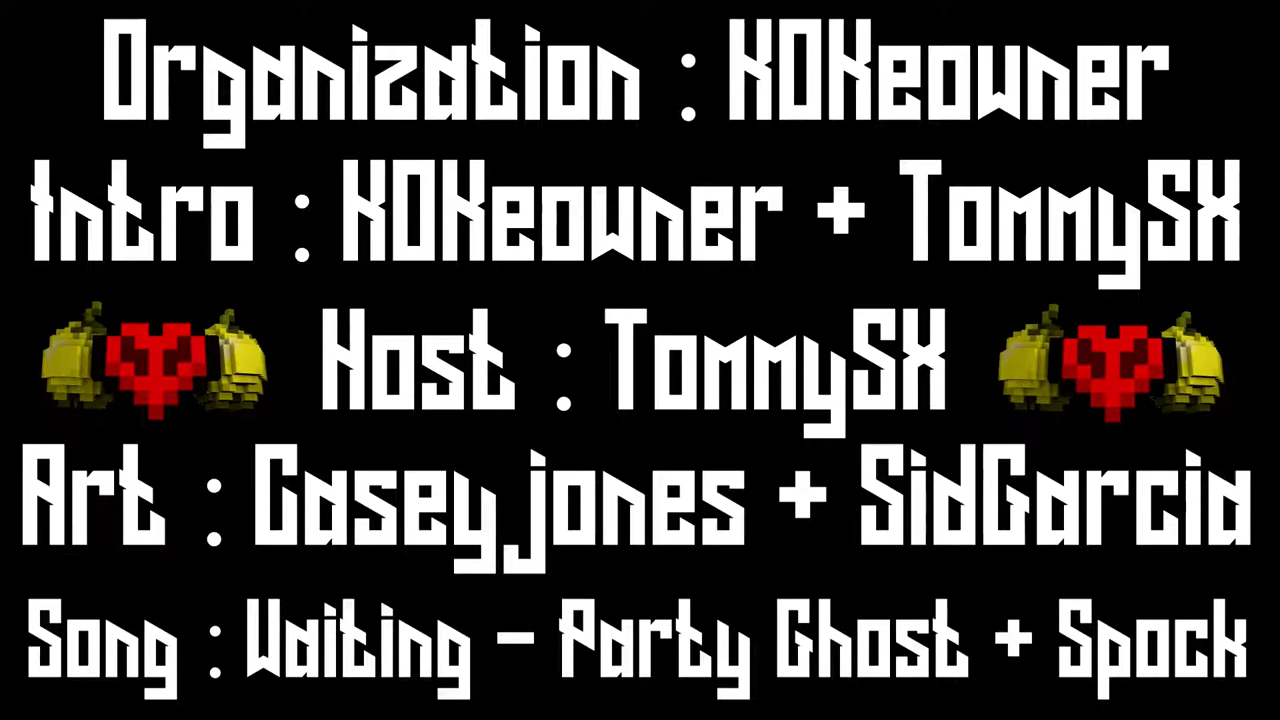 Organization : KOKeowner
Intro : KOKeowner + TommySX
Host : TommySX
Art : Caseyjones + SidGarcia
Song : Waiting - Party Ghost + Spock